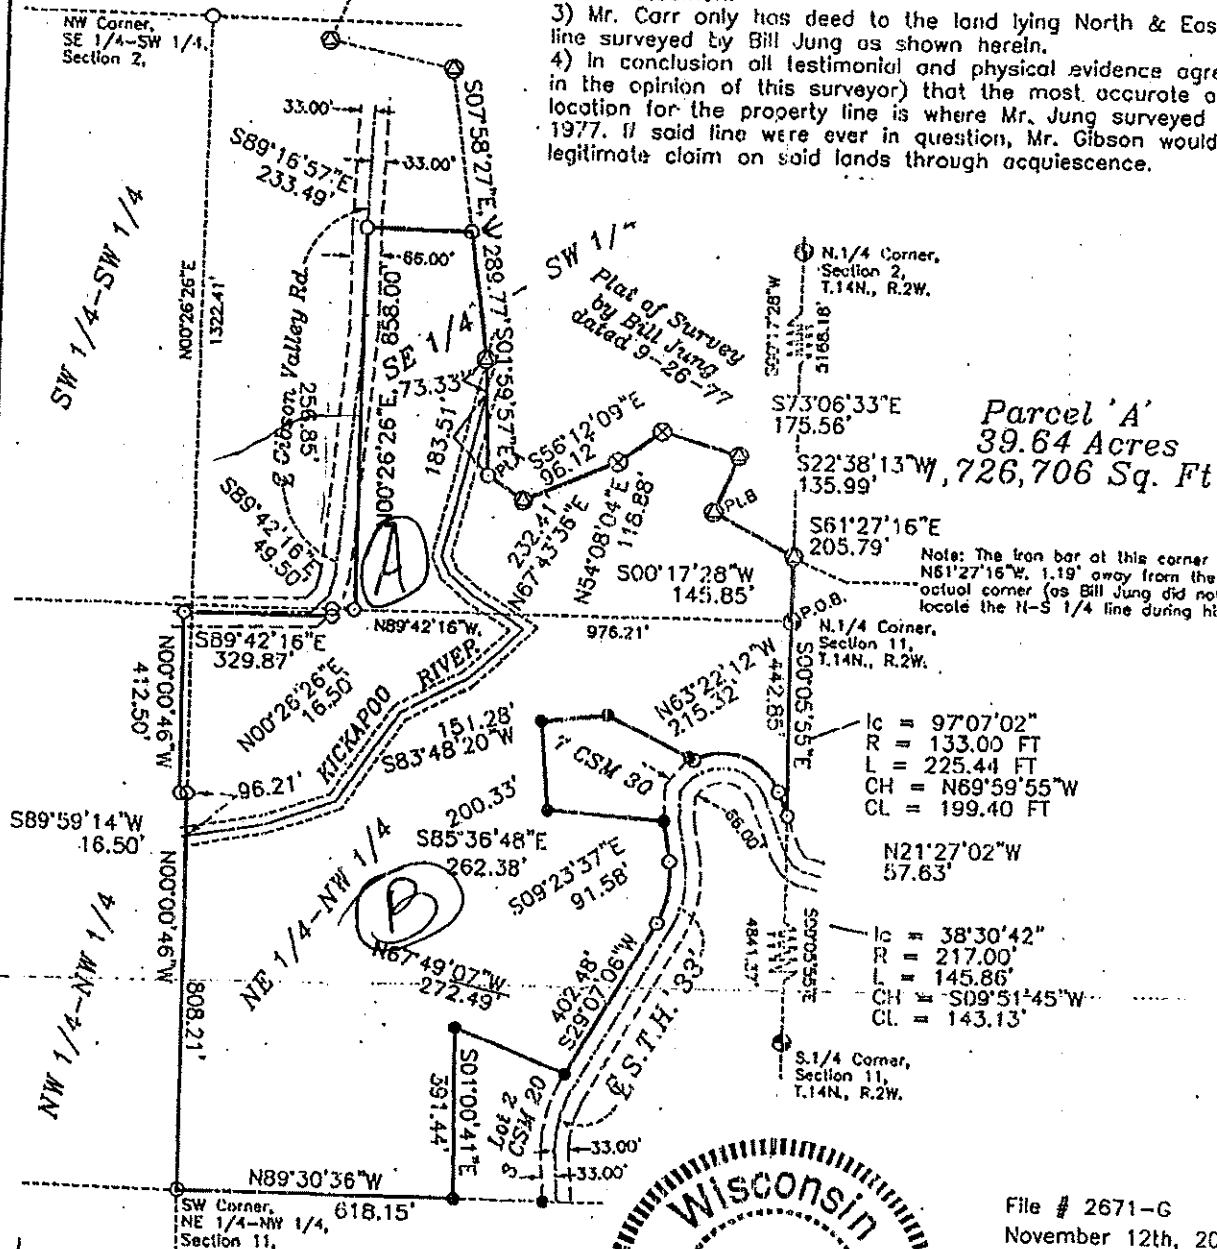 3) Mr. Carr only has deed to the land lying North & Eas
line surveyed by Bill Jung as shown herein.
4) In conclusion all testimonial and physical evidence agre
in the opinion of this surveyor) that the most accurate a
location for the property line is where Mr. Jung surveyed
1977. If said line were ever in question, Mr. Gibson would
legitimate claim on said lands through acquiescence.
NW Corner,
SE 1/4-SW 1/4,
Section 2,
33.00'
33.00'
S89°16'57"E
233.49'
66.00'
S07°58'27"E,
289.77'
SW 1/4-SW 1/4
N00°26'26"E
1322.41'
Gibson Valley Rd.
256.85'
N00°26'26"E, 858.00'
SE 1/4
SW 1/
73.33'
S01°59'57"E
183.51'
Plat of Survey
by Bill Jung
dated 9-26-77
N.1/4 Corner,
Section 2,
T.14N., R.2W.
5168.18'
S73°06'33"E
175.56'
Parcel 'A'
39.64 Acres
1,726,706 Sq. Ft
S22°38'13"W
135.99'
S56°12'09"E
96.12'
PLA
232.41'
N67°43'36"E
N54°08'04"E
118.88'
PLB
S61°27'16"E
205.79'
Note: The iron bar at this corner
N61°27'16"W, 1.19' away from the
actual corner (as Bill Jung did no
locate the N-S 1/4 line during hi
S00°17'28"W
145.85'
S89°42'16"E
49.50'
A
P.O.B.
N.1/4 Corner,
Section 11,
T.14N., R.2W.
S89°42'16"E
329.87'
N89°42'16"W,
976.21'
N00°00'46"W
412.50'
N00°26'26"E
16.50'
KICKAPOO RIVER
151.28'
S83°48'20"W
N63°22'12"W
215.32'
442.85'
S00°05'55"E
7 CSM 30
lc = 97°07'02"
R = 133.00 FT
L = 225.44 FT
CH = N69°59'55"W
CL = 199.40 FT
96.21'
S89°59'14"W
16.50'
200.33'
S85°36'48"E
262.38'
66.00'
N21°27'02"W
57.63'
S09°23'37"E
91.58'
NE 1/4-NW 1/4
B
N00°00'46"W
808.21'
NW 1/4-NW 1/4
N67°49'07"W
272.49'
402.48'
S29°07'06"W
S00°05'55"E
4841.37'
lc = 38°30'42"
R = 217.00'
L = 145.86'
CH = S09°51'45"W
CL = 143.13'
S.T.H. '33'
S.1/4 Corner,
Section 11,
T.14N., R.2W.
S01°00'41"E
391.44'
Lot 2
3 CSM 20
33.00'
33.00'
N89°30'36"W
618.15'
SW Corner,
NE 1/4-NW 1/4,
Section 11,
Wisconsin
File # 2671-G
November 12th, 20